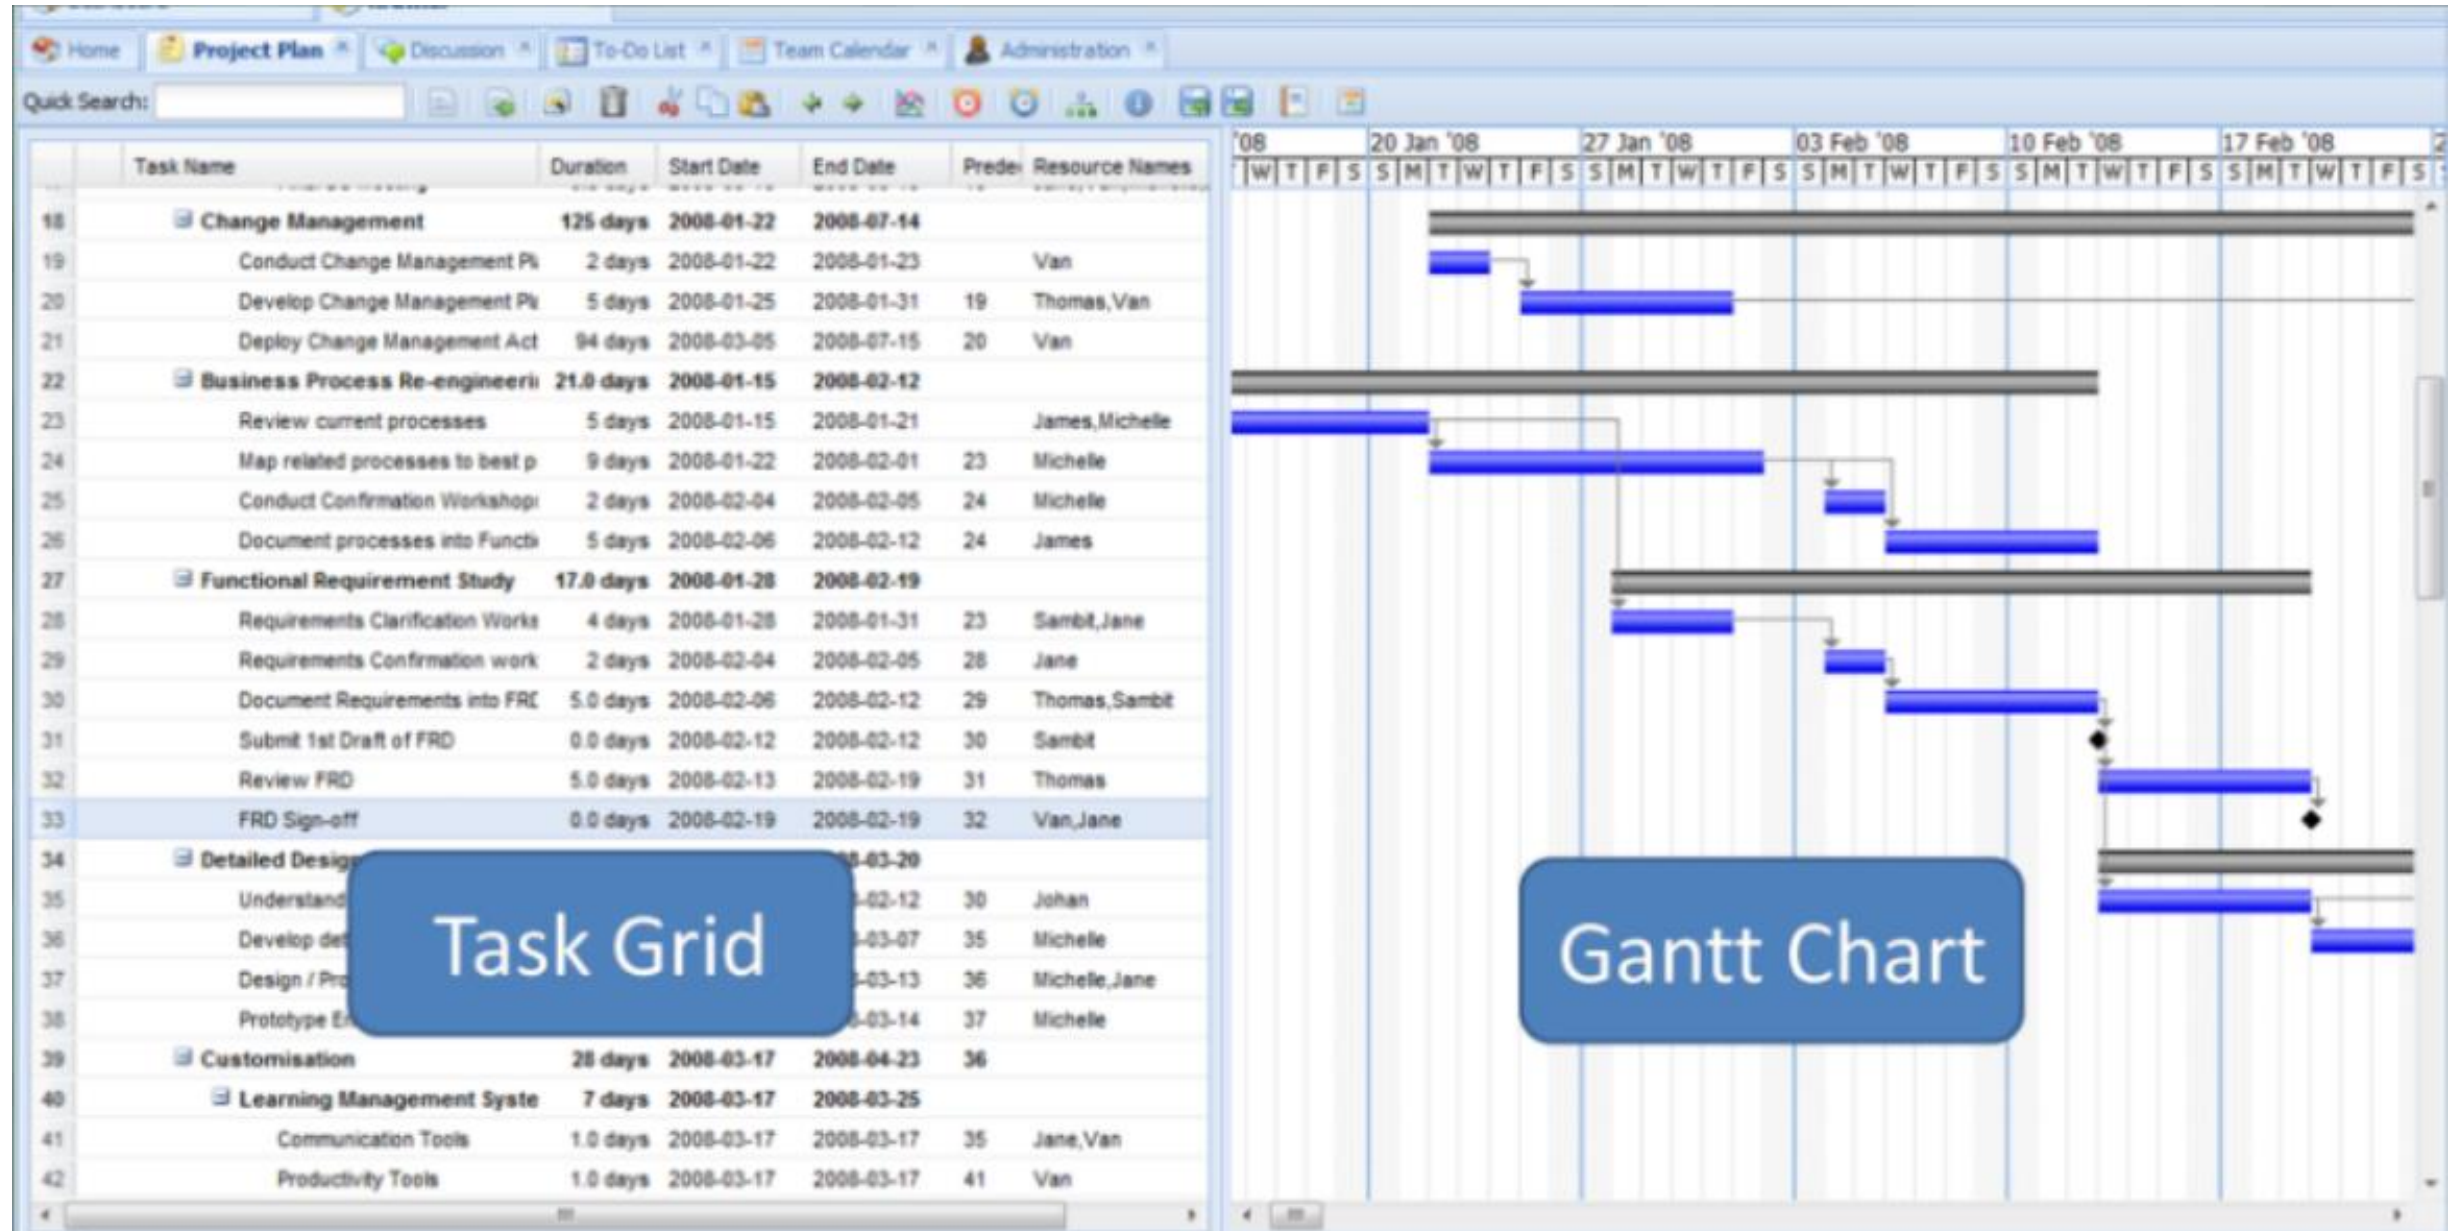 Home Project Plan Discussion To-Do List Team Calendar Administration
Quick Search:
Task Name Duration Start Date End Date Prede Resource Names
'08 20 Jan '08 27 Jan '08 03 Feb '08 10 Feb '08 17 Feb '08
W T F S S M T W T F S S M T W T F S S M T W T F S S M T W T F S S M T W T F S
18 Change Management 125 days 2008-01-22 2008-07-14
19 Conduct Change Management Pl 2 days 2008-01-22 2008-01-23 Van
20 Develop Change Management Pla 5 days 2008-01-25 2008-01-31 19 Thomas,Van
21 Deploy Change Management Act 94 days 2008-03-05 2008-07-15 20 Van
22 Business Process Re-engineeri 21.0 days 2008-01-15 2008-02-12
23 Review current processes 5 days 2008-01-15 2008-01-21 James,Michelle
24 Map related processes to best p 9 days 2008-01-22 2008-02-01 23 Michelle
25 Conduct Confirmation Workshop 2 days 2008-02-04 2008-02-05 24 Michelle
26 Document processes into Functi 5 days 2008-02-06 2008-02-12 24 James
27 Functional Requirement Study 17.0 days 2008-01-28 2008-02-19
28 Requirements Clarification Works 4 days 2008-01-28 2008-01-31 23 Sambit,Jane
29 Requirements Confirmation work 2 days 2008-02-04 2008-02-05 28 Jane
30 Document Requirements into FRD 5.0 days 2008-02-06 2008-02-12 29 Thomas,Sambit
31 Submit 1st Draft of FRD 0.0 days 2008-02-12 2008-02-12 30 Sambit
32 Review FRD 5.0 days 2008-02-13 2008-02-19 31 Thomas
33 FRD Sign-off 0.0 days 2008-02-19 2008-02-19 32 Van,Jane
34 Detailed Desig 8-03-20
35 Understand -02-12 30 Johan
36 Develop det -03-07 35 Michelle
37 Design / Pro -03-13 36 Michelle,Jane
38 Prototype E -03-14 37 Michelle
Task Grid
Gantt Chart
39 Customisation 28 days 2008-03-17 2008-04-23 36
40 Learning Management Syste 7 days 2008-03-17 2008-03-25
41 Communication Tools 1.0 days 2008-03-17 2008-03-17 35 Jane,Van
42 Productivity Tools 1.0 days 2008-03-17 2008-03-17 41 Van